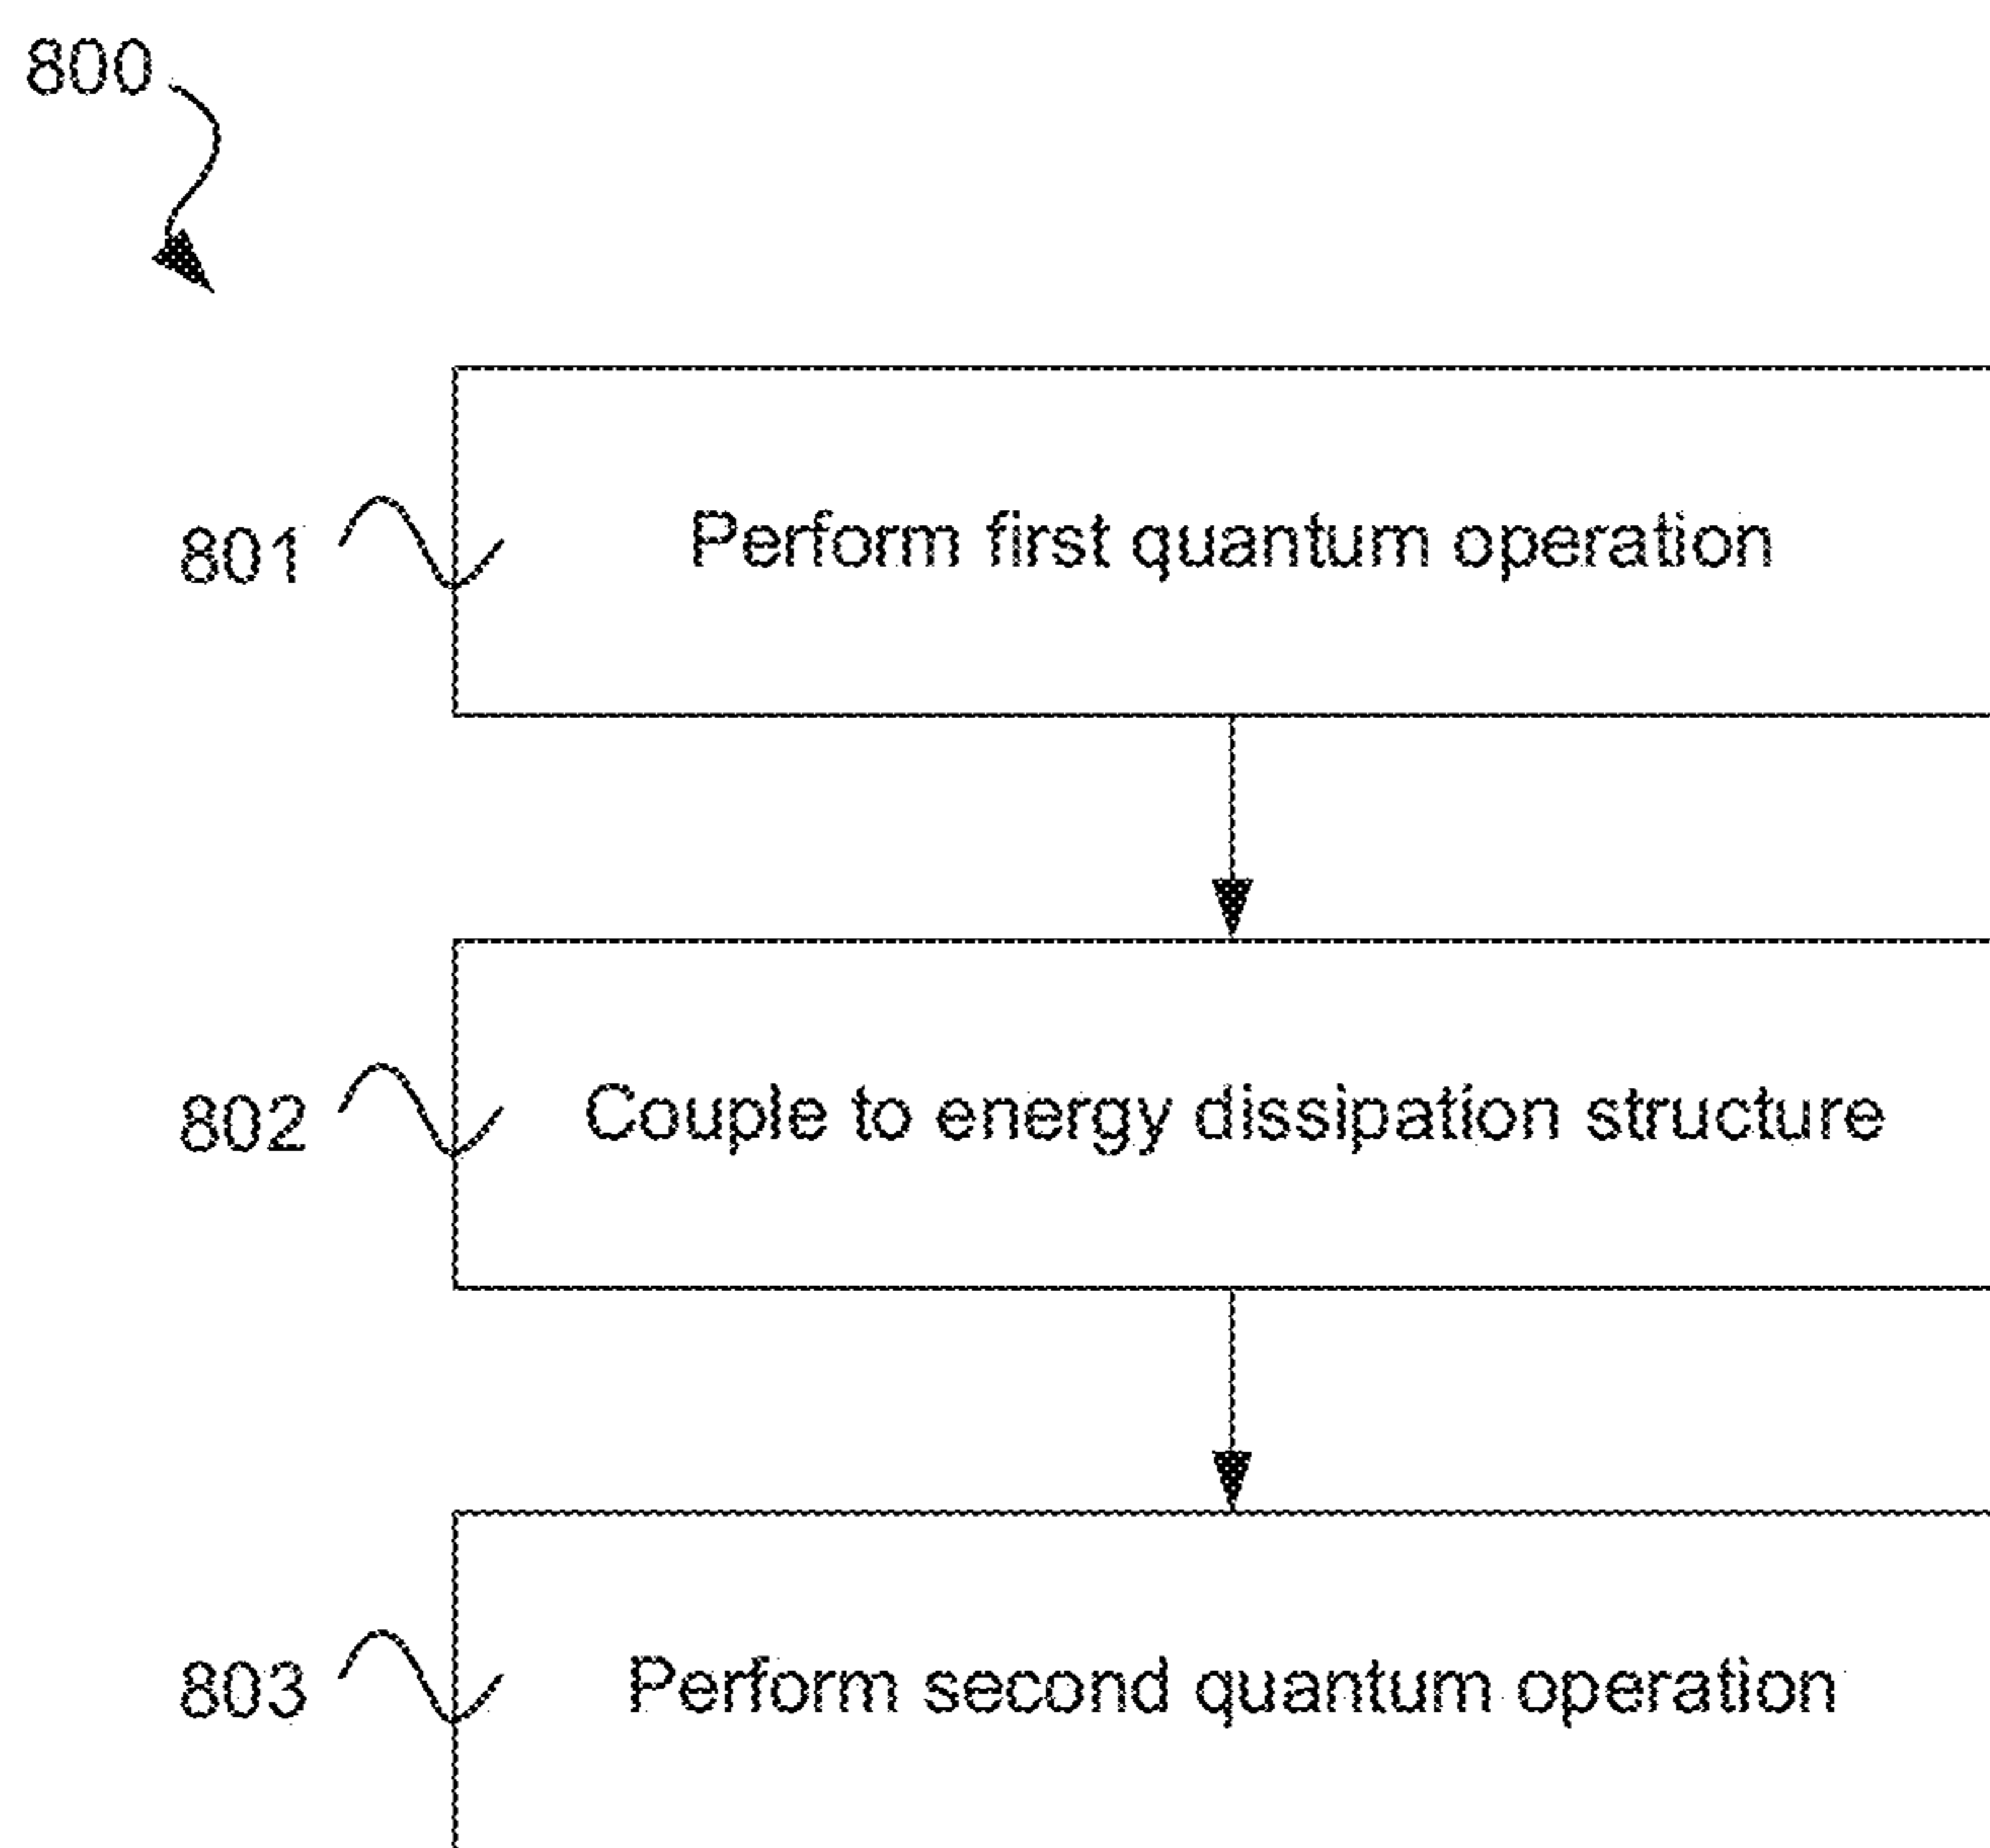 800
801 Perform first quantum operation
802 Couple to energy dissipation structure
803 Perform second quantum operation